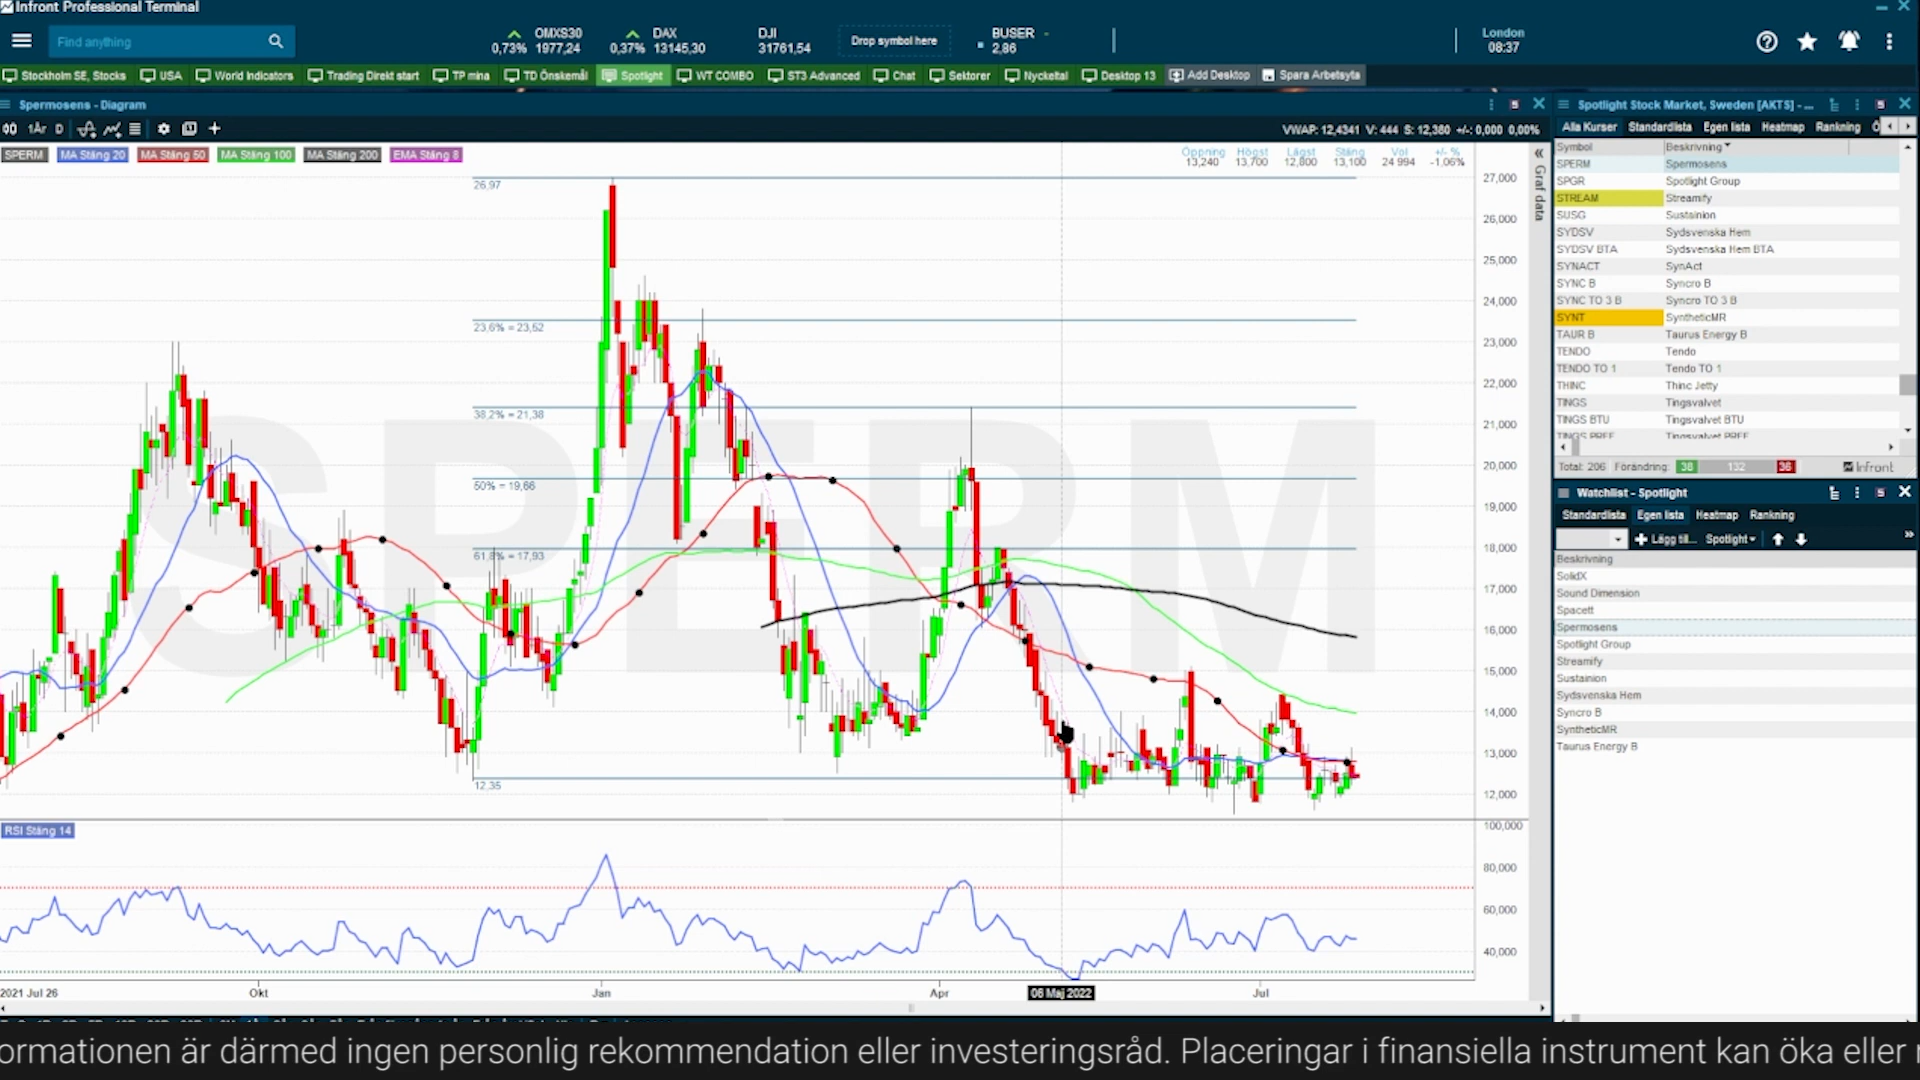 Infront Professional Terminal
Find anything
OMXS30
0,73% 1977,24
DAX
0,37% 13145,30
DJI
31761,54
Drop symbol here
BUSER -
2,86
London
08:37
Stockholm SE, Stocks USA World Indicators Trading Direkt start TP mina TD Önskemål Spotlight WT COMBO ST3 Advanced Chat Sektorer Nyckeltal Desktop 13 Add Desktop Spara Arbetsyta
Spermosens - Diagram
1År D
VWAP: 12,4341 V: 444 S: 12,380 +/-: 0,000 0,00%
SPERM MA Stäng 20 MA Stäng 50 MA Stäng 100 MA Stäng 200 EMA Stäng 8
Öppning Högst Lägst Stäng Vol +/- %
13,240 13,700 12,800 13,100 24 994 -1,06%
Graf data
SPERM
26,97
23,6% = 23,52
38,2% = 21,38
50% = 19,66
61,8% = 17,93
12,35
27,000
26,000
25,000
24,000
23,000
22,000
21,000
20,000
19,000
18,000
17,000
16,000
15,000
14,000
13,000
12,000
RSI Stäng 14
100,000
80,000
60,000
40,000
2021 Jul 26 Okt Jan Apr 06 Maj 2022 Jul
Spotlight Stock Market, Sweden [AKTS] - ...
Alla Kurser Standardlista Egen lista Heatmap Ranking
Symbol Beskrivning
SPERM Spermosens
SPGR Spotlight Group
STREAM Streamify
SUSG Sustainion
SYDSV Sydsvenska Hem
SYDSV BTA Sydsvenska Hem BTA
SYNACT SynAct
SYNC B Syncro B
SYNC TO 3 B Syncro TO 3 B
SYNT SyntheticMR
TAUR B Taurus Energy B
TENDO Tendo
TENDO TO 1 Tendo TO 1
THINC Thinc Jetty
TINGS Tingsvalvet
TINGS BTU Tingsvalvet BTU
TINGS PREF Tingsvalvet PREF
Total: 206 Förändring: 38 132 36 Infront
Watchlist - Spotlight
Standardlista Egen lista Heatmap Ranking
Lägg till... Spotlight
Beskrivning
SolidX
Sound Dimension
Spacett
Spermosens
Spotlight Group
Streamify
Sustainion
Sydsvenska Hem
Syncro B
SyntheticMR
Taurus Energy B
ormationen är därmed ingen personlig rekommendation eller investeringsråd. Placeringar i finansiella instrument kan öka eller